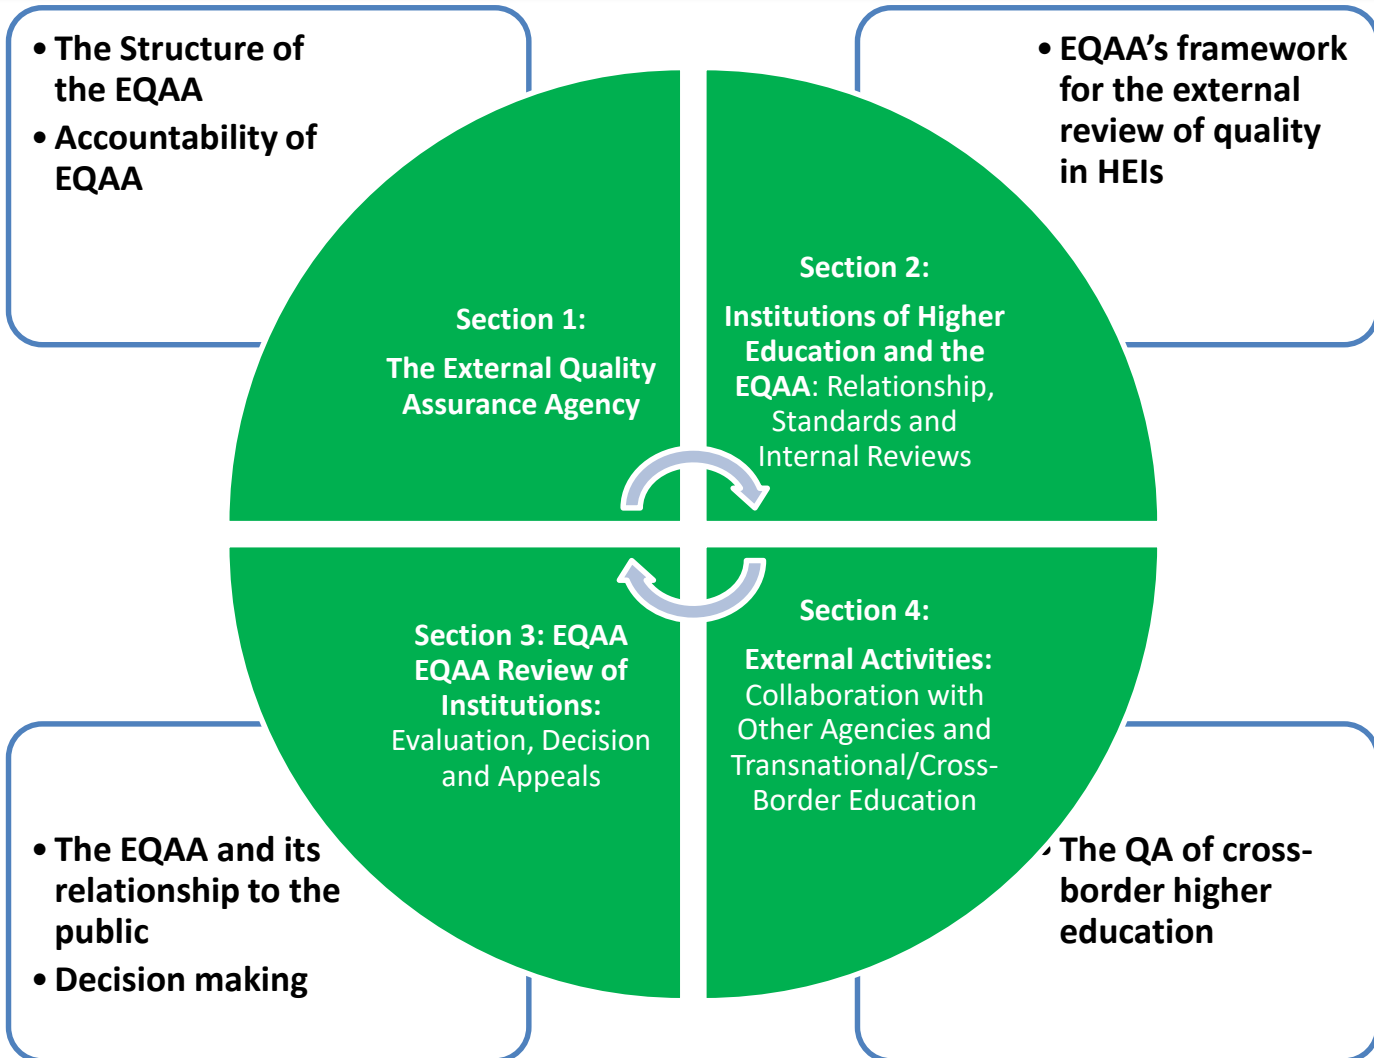 • The Structure of
the EQAA
• Accountability of
EQAA
• EQAA’s framework
for the external
review of quality
in HEIs
Section 1:
The External Quality
Assurance Agency
Section 2:
Institutions of Higher
Education and the
EQAA: Relationship,
Standards and
Internal Reviews
Section 3: EQAA
EQAA Review of
Institutions:
Evaluation, Decision
and Appeals
Section 4:
External Activities:
Collaboration with
Other Agencies and
Transnational/Cross-
Border Education
• The EQAA and its
relationship to the
public
• Decision making
• The QA of cross-
border higher
education